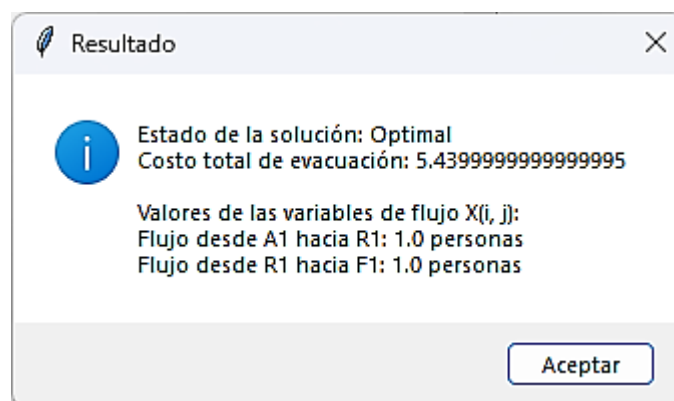 Resultado
Estado de la solución: Optimal
Costo total de evacuación: 5.4399999999999995
Valores de las variables de flujo X(i, j):
Flujo desde A1 hacia R1: 1.0 personas
Flujo desde R1 hacia F1: 1.0 personas
Aceptar